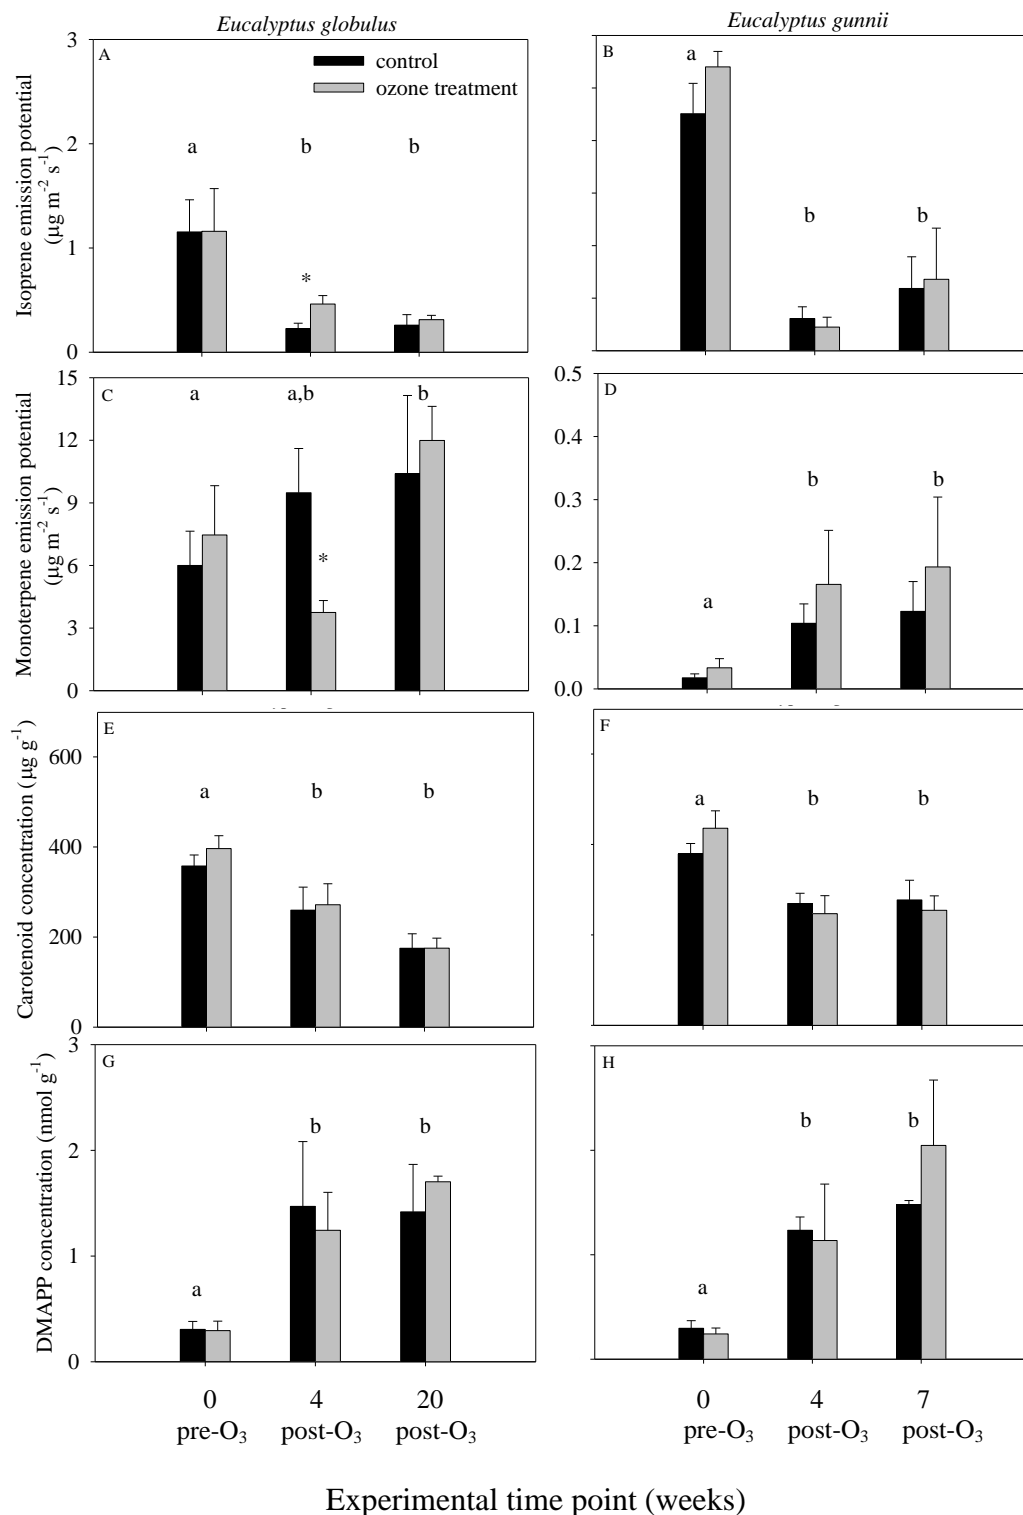 Eucalyptus globulus
Eucalyptus gunnii
A
control
ozone treatment
B
3
2
1
0
Isoprene emission potential
(µg m-2 s-1)
a
b
b
*
a
b
b
C
D
15
12
9
6
3
0
Monoterpene emission potential
(µg m-2 s-1)
a
a,b
b
*
0.5
0.4
0.3
0.2
0.1
0.0
a
b
b
E
F
600
400
200
0
Carotenoid concentration (µg g-1)
a
b
b
a
b
b
G
H
3
2
1
0
DMAPP concentration (nmol g-1)
a
b
b
a
b
b
0
4
20
0
4
7
pre-O3
post-O3
post-O3
pre-O3
post-O3
post-O3
Experimental time point (weeks)